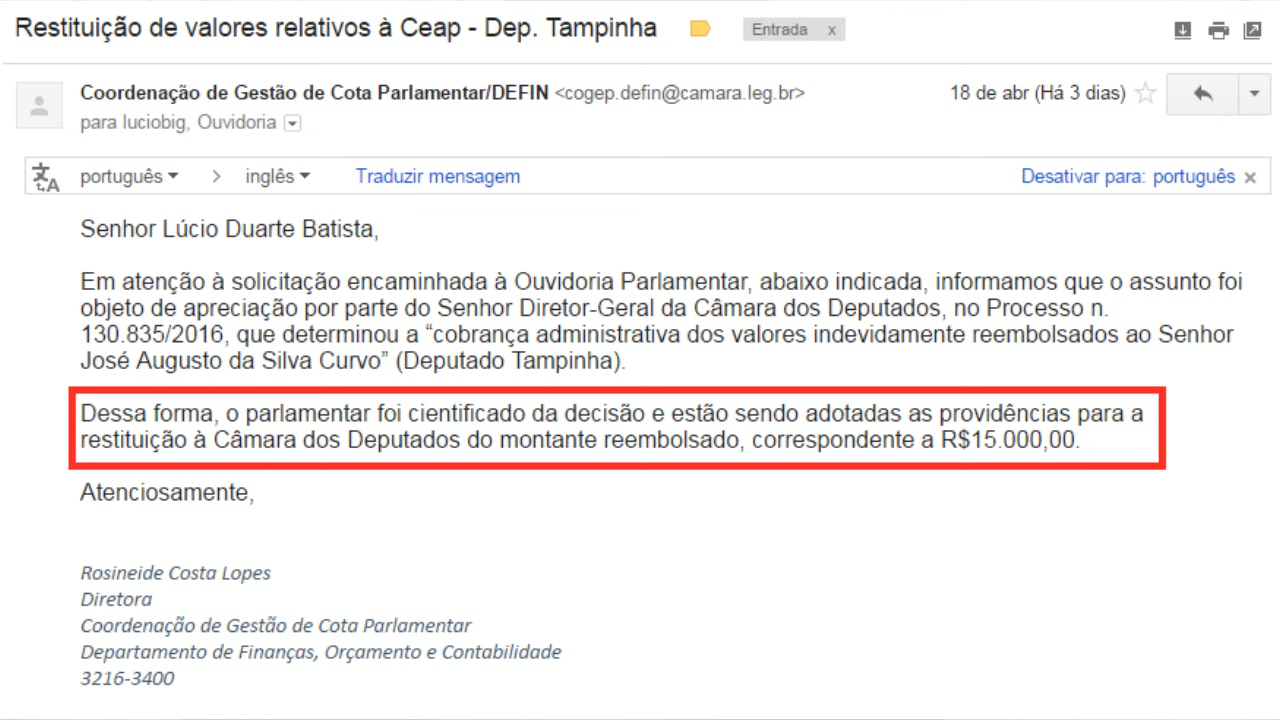 Restituição de valores relativos à Ceap - Dep. Tampinha
Entrada x
Coordenação de Gestão de Cota Parlamentar/DEFIN <cogep.defin@camara.leg.br>
18 de abr (Há 3 dias)
para luciobig, Ouvidoria
português > inglês Traduzir mensagem Desativar para: português x
Senhor Lúcio Duarte Batista,
Em atenção à solicitação encaminhada à Ouvidoria Parlamentar, abaixo indicada, informamos que o assunto foi
objeto de apreciação por parte do Senhor Diretor-Geral da Câmara dos Deputados, no Processo n.
130.835/2016, que determinou a “cobrança administrativa dos valores indevidamente reembolsados ao Senhor
José Augusto da Silva Curvo” (Deputado Tampinha).
Dessa forma, o parlamentar foi cientificado da decisão e estão sendo adotadas as providências para a
restituição à Câmara dos Deputados do montante reembolsado, correspondente a R$15.000,00.
Atenciosamente,
Rosineide Costa Lopes
Diretora
Coordenação de Gestão de Cota Parlamentar
Departamento de Finanças, Orçamento e Contabilidade
3216-3400